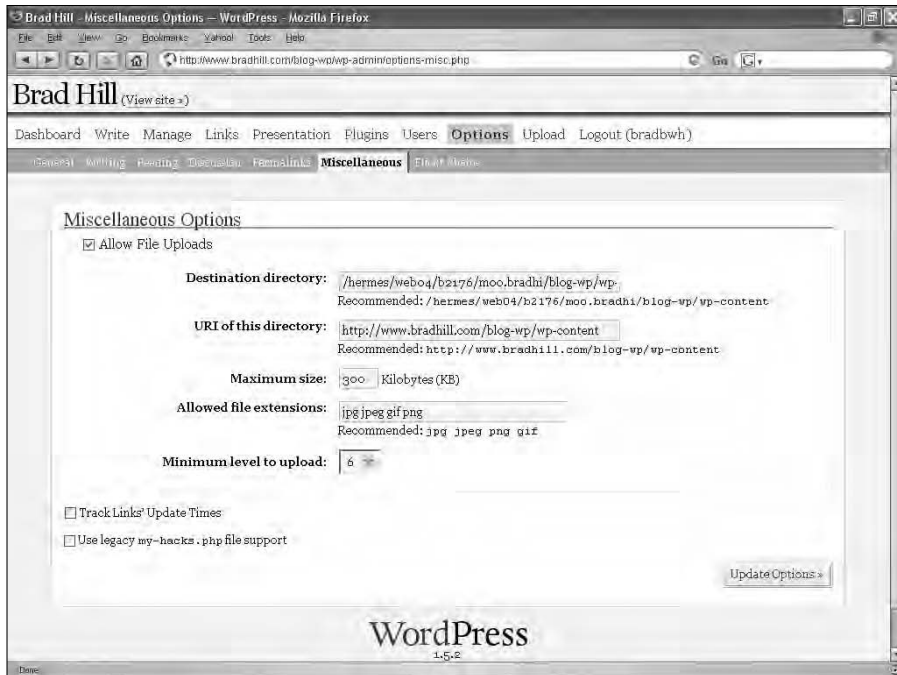 Brad Hill - Miscellaneous Options — WordPress - Mozilla Firefox
File Edit View Go Bookmarks Yahoo! Tools Help
http://www.bradhill.com/blog-wp/wp-admin/options-misc.php Go G
Brad Hill (View site »)
Dashboard Write Manage Links Presentation Plugins Users Options Upload Logout (bradbwh)
General Writing Reading Discussion Permalinks Miscellaneous
Miscellaneous Options
Allow File Uploads
Destination directory: /hermes/web04/b2176/moo.bradhi/blog-wp/wp-
Recommended: /hermes/web04/b2176/moo.bradhi/blog-wp/wp-content
URI of this directory: http://www.bradhill.com/blog-wp/wp-content
Recommended: http://www.bradhill.com/blog-wp/wp-content
Maximum size: 300 Kilobytes (KB)
Allowed file extensions: jpg jpeg gif png
Recommended: jpg jpeg png gif
Minimum level to upload: 6
Track Links' Update Times
Use legacy my-hacks.php file support
Update Options »
WordPress
1.5.2
Done